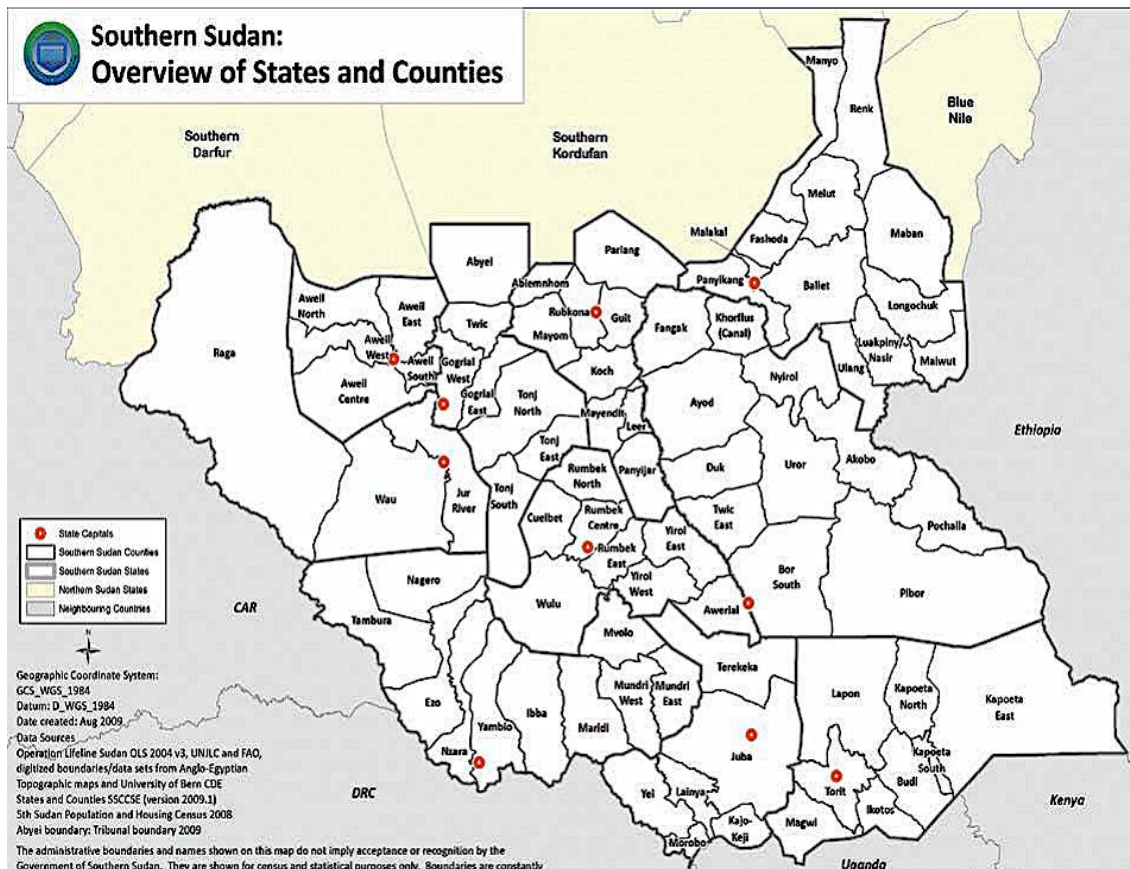 Southern Sudan:
Overview of States and Counties
Southern
Darfur
Southern
Kordufan
Blue
Nile
Manyo
Renk
Melut
Maban
Malakal
Fashoda
Panyikang
Baliet
Longochuk
Luakpiny/
Nasir
Maiwut
Ulang
Pariang
Abyei
Abiemnhom
Rubkona
Guit
Mayom
Fangak
Khorflus
(Canal)
Nyirol
Aweil
North
Aweil
East
Twic
Aweil
West
Aweil
South
Gogrial
West
Gogrial
East
Aweil
Centre
Raga
Tonj
North
Koch
Mayendit
Leer
Ayod
Tonj
East
Panyijar
Duk
Uror
Akobo
Ethiopia
Rumbek
North
Wau
Jur
River
Tonj
South
Cueibet
Rumbek
Centre
Twic
East
Pochalla
Rumbek
East
Yirol
East
Yirol
West
Bor
South
Pibor
Awerial
Wulu
Nagero
Tambura
Mvolo
Terekeka
State Capitals
Southern Sudan Counties
Southern Sudan States
Northern Sudan States
Neighbouring Countries
CAR
N
Ezo
Yambio
Ibba
Maridi
Mundri
West
Mundri
East
Lapon
Kapoeta
North
Kapoeta
East
Nzara
Juba
Kapoeta
South
Budi
Torit
Ikotos
Magwi
Yei
Lainya
Kajo-
Keji
Morobo
DRC
Kenya
Uganda
Geographic Coordinate System:
GCS_WGS_1984
Datum: D_WGS_1984
Date created: Aug 2009
Data Sources
Operation Lifeline Sudan OLS 2004 v3, UNJLC and FAO,
digitized boundaries/data sets from Anglo-Egyptian
Topographic maps and University of Bern CDE
States and Counties SSCCSE (version 2009.1)
5th Sudan Population and Housing Census 2008
Abyei boundary: Tribunal boundary 2009
The administrative boundaries and names shown on this map do not imply acceptance or recognition by the
Government of Southern Sudan. They are shown for census and statistical purposes only. Boundaries are constantly